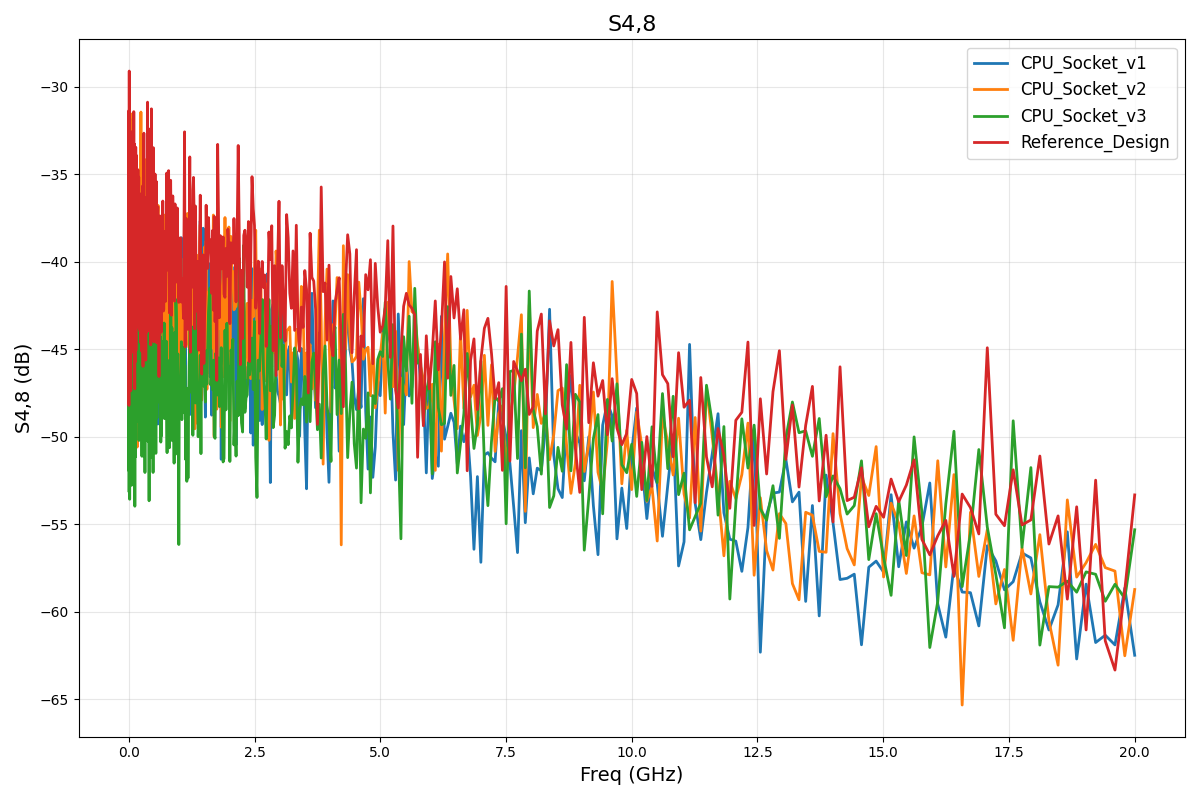 S4,8
CPU_Socket_v1
CPU_Socket_v2
CPU_Socket_v3
Reference_Design
S4,8 (dB)
−30
−35
−40
−45
−50
−55
−60
−65
0.0 2.5 5.0 7.5 10.0 12.5 15.0 17.5 20.0
Freq (GHz)